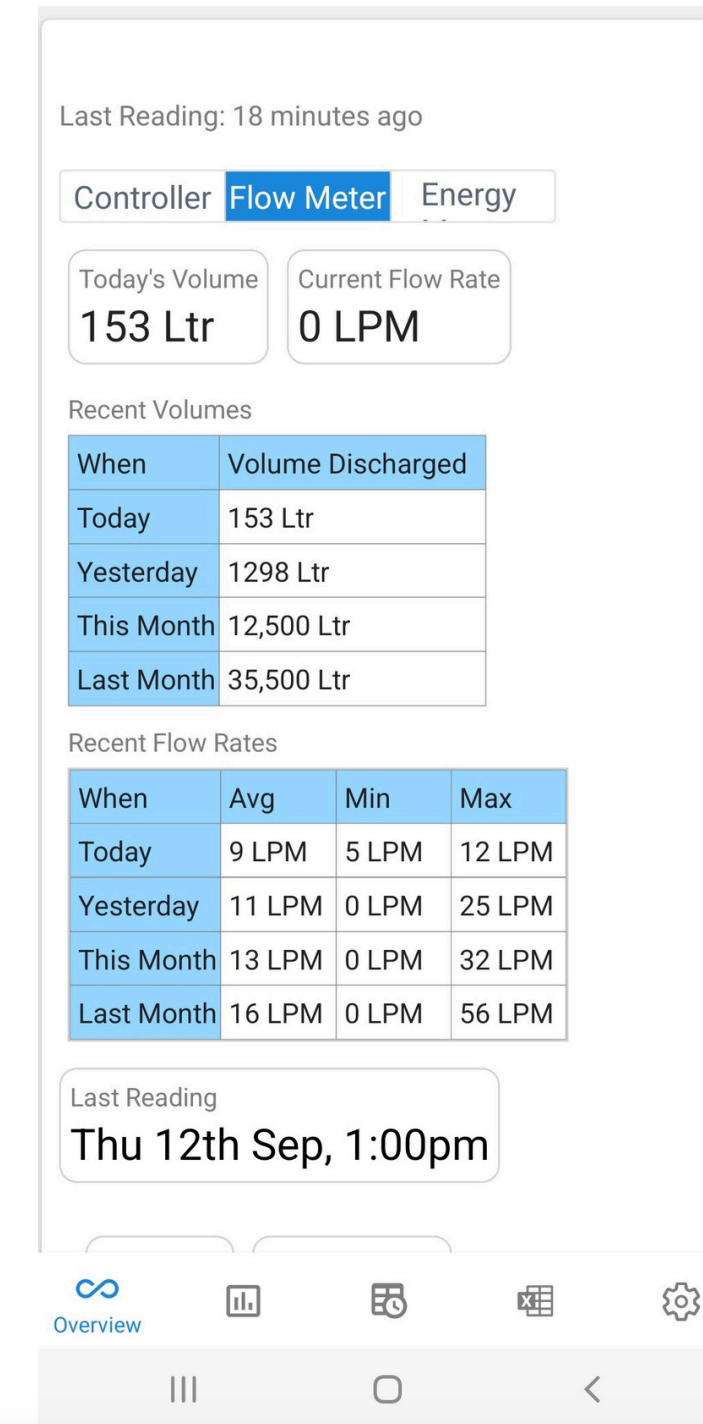 Last Reading: 18 minutes ago
Controller Flow Meter Energy
Today's Volume Current Flow Rate
153 Ltr 0 LPM
Recent Volumes
When Volume Discharged
Today 153 Ltr
Yesterday 1298 Ltr
This Month 12,500 Ltr
Last Month 35,500 Ltr
Recent Flow Rates
When Avg Min Max
Today 9 LPM 5 LPM 12 LPM
Yesterday 11 LPM 0 LPM 25 LPM
This Month 13 LPM 0 LPM 32 LPM
Last Month 16 LPM 0 LPM 56 LPM
Last Reading
Thu 12th Sep, 1:00pm
Overview